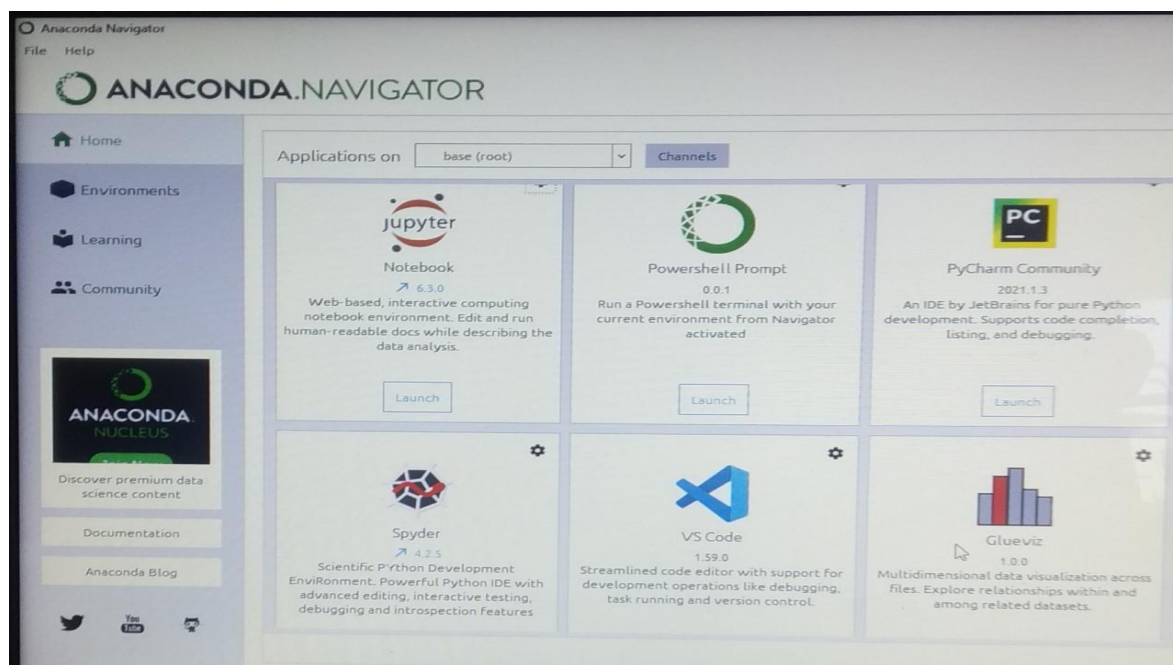 Anaconda Navigator
File Help
ANACONDA.NAVIGATOR
Home
Environments
Learning
Community
ANACONDA.
NUCLEUS
Join Now
Discover premium data
science content
Documentation
Anaconda Blog
You
Tube
Applications on base (root) Channels
jupyter
Notebook
6.3.0
Web-based, interactive computing
notebook environment. Edit and run
human-readable docs while describing the
data analysis.
Launch
Powershell Prompt
0.0.1
Run a Powershell terminal with your
current environment from Navigator
activated
Launch
PC
PyCharm Community
2021.1.3
An IDE by JetBrains for pure Python
development. Supports code completion,
listing, and debugging.
Launch
Spyder
4.2.5
Scientific Python Development
EnviRonment. Powerful Python IDE with
advanced editing, interactive testing,
debugging and introspection features
VS Code
1.59.0
Streamlined code editor with support for
development operations like debugging,
task running and version control.
Glueviz
1.0.0
Multidimensional data visualization across
files. Explore relationships within and
among related datasets.